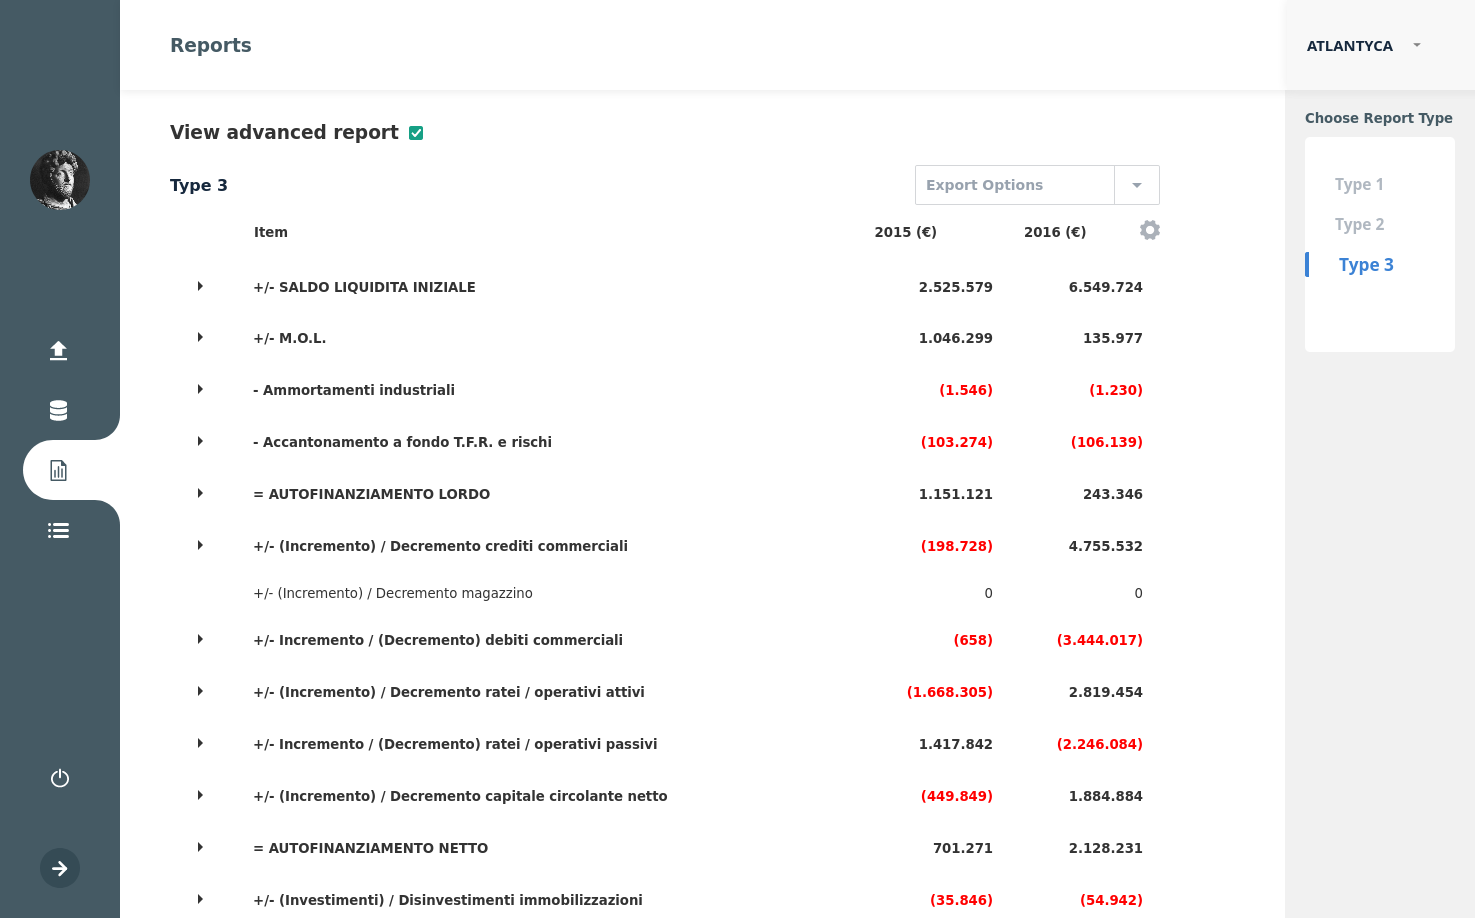 Reports
ATLANTYCA
View advanced report
Choose Report Type
Type 1
Type 2
Type 3
Type 3
Export Options
Item 2015 (€) 2016 (€)
+/- SALDO LIQUIDITA INIZIALE 2.525.579 6.549.724
+/- M.O.L. 1.046.299 135.977
- Ammortamenti industriali (1.546) (1.230)
- Accantonamento a fondo T.F.R. e rischi (103.274) (106.139)
= AUTOFINANZIAMENTO LORDO 1.151.121 243.346
+/- (Incremento) / Decremento crediti commerciali (198.728) 4.755.532
+/- (Incremento) / Decremento magazzino 0 0
+/- Incremento / (Decremento) debiti commerciali (658) (3.444.017)
+/- (Incremento) / Decremento ratei / operativi attivi (1.668.305) 2.819.454
+/- Incremento / (Decremento) ratei / operativi passivi 1.417.842 (2.246.084)
+/- (Incremento) / Decremento capitale circolante netto (449.849) 1.884.884
= AUTOFINANZIAMENTO NETTO 701.271 2.128.231
+/- (Investimenti) / Disinvestimenti immobilizzazioni (35.846) (54.942)